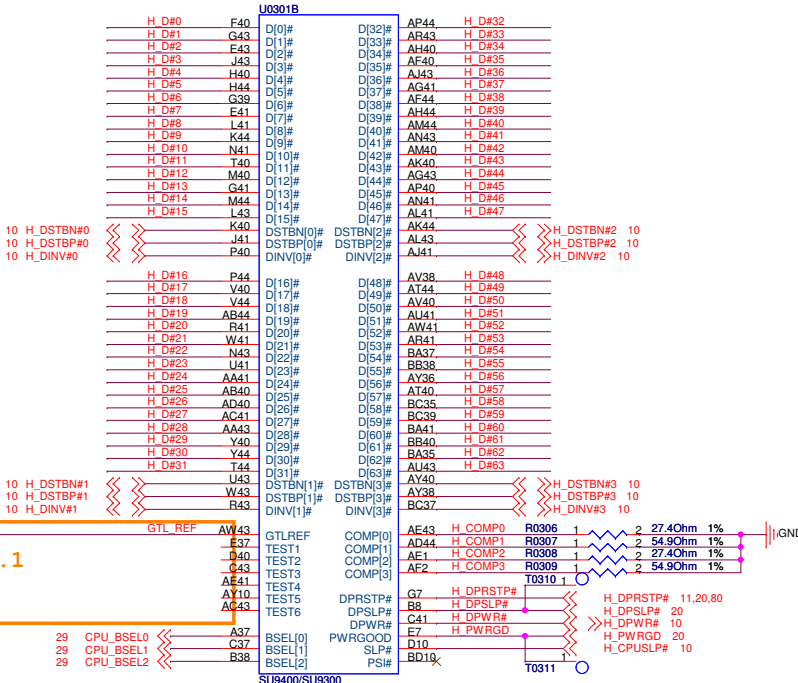 U0301B
H_D#0 F40 D[0]# D[32]# AP44 H_D#32
H_D#1 G43 D[1]# D[33]# AR43 H_D#33
H_D#2 E43 D[2]# D[34]# AH40 H_D#34
H_D#3 J43 D[3]# D[35]# AF40 H_D#35
H_D#4 H40 D[4]# D[36]# AJ43 H_D#36
H_D#5 H44 D[5]# D[37]# AG41 H_D#37
H_D#6 G39 D[6]# D[38]# AF44 H_D#38
H_D#7 E41 D[7]# D[39]# AH44 H_D#39
H_D#8 L41 D[8]# D[40]# AM44 H_D#40
H_D#9 K44 D[9]# D[41]# AN43 H_D#41
H_D#10 N41 D[10]# D[42]# AM40 H_D#42
H_D#11 T40 D[11]# D[43]# AK40 H_D#43
H_D#12 M40 D[12]# D[44]# AG43 H_D#44
H_D#13 G41 D[13]# D[45]# AP40 H_D#45
H_D#14 M44 D[14]# D[46]# AN41 H_D#46
H_D#15 L43 D[15]# D[47]# AL41 H_D#47
10 H_DSTBN#0 K40 DSTBN[0]# DSTBN[2]# AK44 H_DSTBN#2 10
10 H_DSTBP#0 J41 DSTBP[0]# DSTBP[2]# AL43 H_DSTBP#2 10
10 H_DINV#0 P40 DINV[0]# DINV[2]# AJ41 H_DINV#2 10
H_D#16 P44 D[16]# D[48]# AV38 H_D#48
H_D#17 V40 D[17]# D[49]# AT44 H_D#49
H_D#18 V44 D[18]# D[50]# AV40 H_D#50
H_D#19 AB44 D[19]# D[51]# AU41 H_D#51
H_D#20 R41 D[20]# D[52]# AW41 H_D#52
H_D#21 W41 D[21]# D[53]# AR41 H_D#53
H_D#22 N43 D[22]# D[54]# BA37 H_D#54
H_D#23 U41 D[23]# D[55]# BB38 H_D#55
H_D#24 AA41 D[24]# D[56]# AY36 H_D#56
H_D#25 AB40 D[25]# D[57]# AT40 H_D#57
H_D#26 AD40 D[26]# D[58]# BC35 H_D#58
H_D#27 AC41 D[27]# D[59]# BC39 H_D#59
H_D#28 AA43 D[28]# D[60]# BA41 H_D#60
H_D#29 Y40 D[29]# D[61]# BB40 H_D#61
H_D#30 Y44 D[30]# D[62]# BA35 H_D#62
H_D#31 T44 D[31]# D[63]# AU43 H_D#63
10 H_DSTBN#1 U43 DSTBN[1]# DSTBN[3]# AY40 H_DSTBN#3 10
10 H_DSTBP#1 W43 DSTBP[1]# DSTBP[3]# AY38 H_DSTBP#3 10
10 H_DINV#1 R43 DINV[1]# DINV[3]# BC37 H_DINV#3 10
GTL_REF AW43 GTLREF COMP[0] AE43 H_COMP0 R0306 1 2 27.4Ohm 1% GND
E37 TEST1 COMP[1] AD44 H_COMP1 R0307 1 2 54.9Ohm 1%
.1 D40 TEST2 COMP[2] AE1 H_COMP2 R0308 1 2 27.4Ohm 1%
C43 TEST3 COMP[3] AF2 H_COMP3 R0309 1 2 54.9Ohm 1%
AE41 TEST4 T0310 1
AY10 TEST5 DPRSTP# G7 H_DPRSTP# H_DPRSTP# 11,20,80
AC43 TEST6 DPSLP# B8 H_DPSLP# H_DPSLP# 20
DPWR# C41 H_DPWR# H_DPWR# 10
29 CPU_BSEL0 A37 BSEL[0] PWRGOOD E7 H_PWRGD H_PWRGD 20
29 CPU_BSEL1 C37 BSEL[1] SLP# D10 H_CPUSLP# 10
29 CPU_BSEL2 B38 BSEL[2] PSI# BD10 1
T0311
SU9400/SU9300